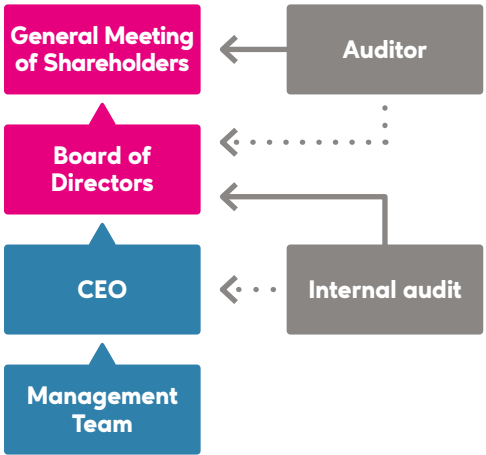 General Meeting
of Shareholders
Auditor
Board of
Directors
CEO
Internal audit
Management
Team